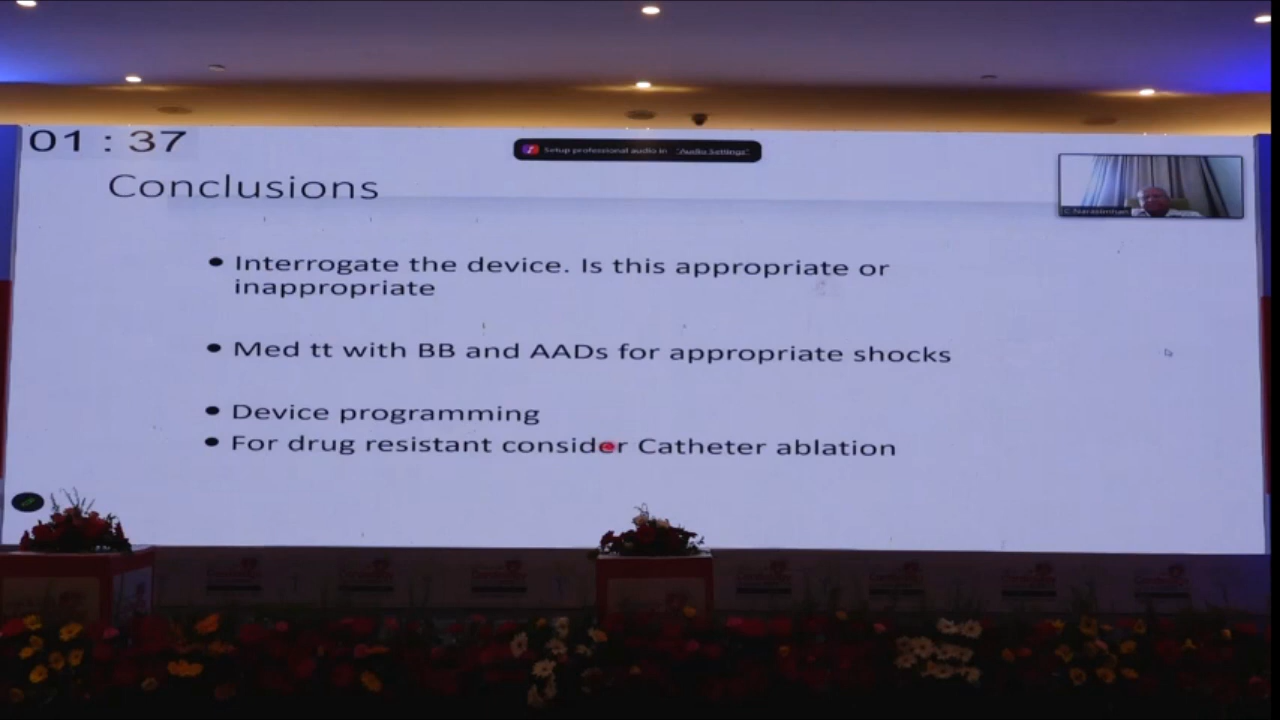 01 : 37
Setup professional audio in "Audio Settings"
Conclusions
C.Narasimhan
• Interrogate the device. Is this appropriate or
inappropriate
• Med tt with BB and AADs for appropriate shocks
• Device programming
• For drug resistant consider Catheter ablation